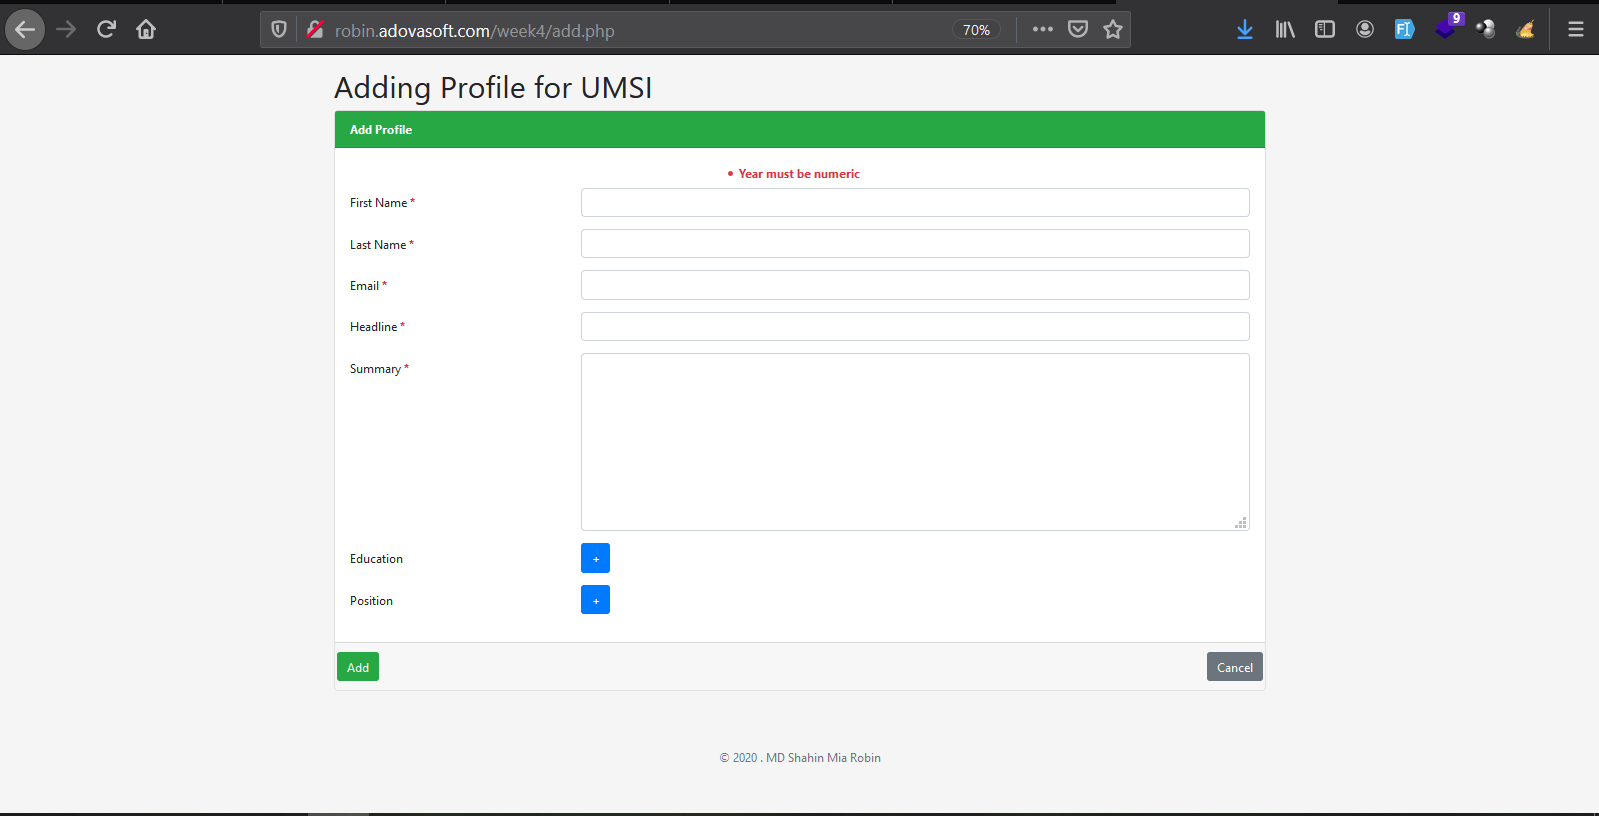 robin.adovasoft.com/week4/add.php
70%
9
Adding Profile for UMSI
Add Profile
• Year must be numeric
First Name *
Last Name *
Email *
Headline *
Summary *
Education
+
Position
+
Add
Cancel
© 2020 . MD Shahin Mia Robin